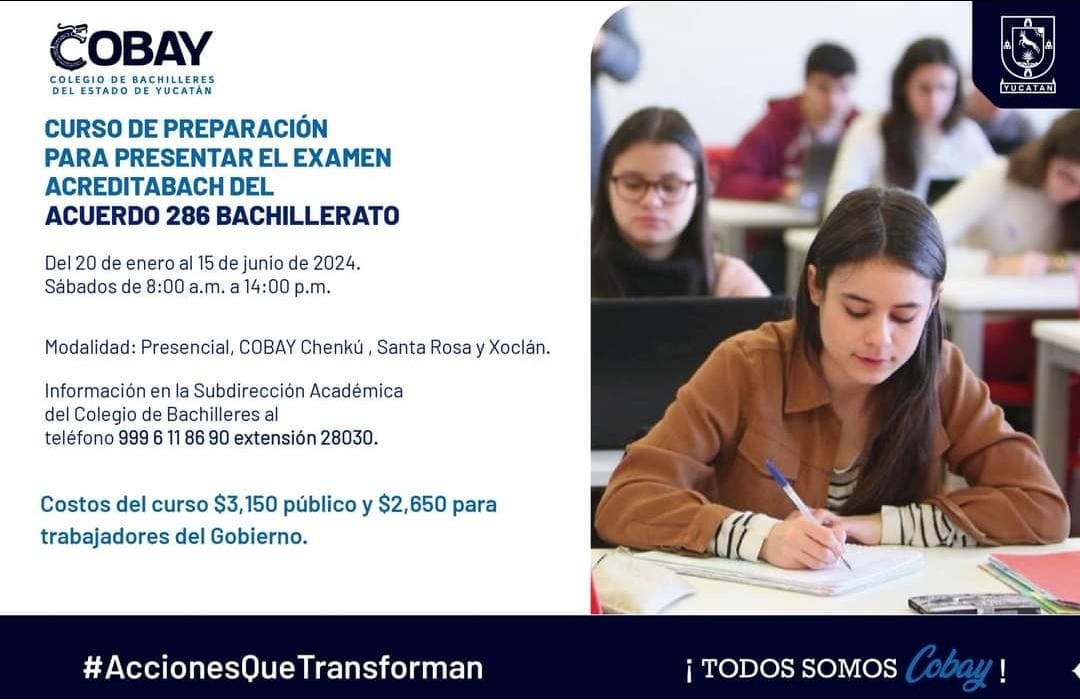 COBAY
COLEGIO DE BACHILLERES
DEL ESTADO DE YUCATÁN
CURSO DE PREPARACIÓN
PARA PRESENTAR EL EXAMEN
ACREDITABACH DEL
ACUERDO 286 BACHILLERATO
Del 20 de enero al 15 de junio de 2024.
Sábados de 8:00 a.m. a 14:00 p.m.
Modalidad: Presencial, COBAY Chenkú , Santa Rosa y Xoclán.
Información en la Subdirección Académica
del Colegio de Bachilleres al
teléfono 999 6 11 86 90 extensión 28030.
Costos del curso $3,150 público y $2,650 para
trabajadores del Gobierno.
YUCATÁN
#AccionesQueTransforman
¡ TODOS SOMOS Cobay !